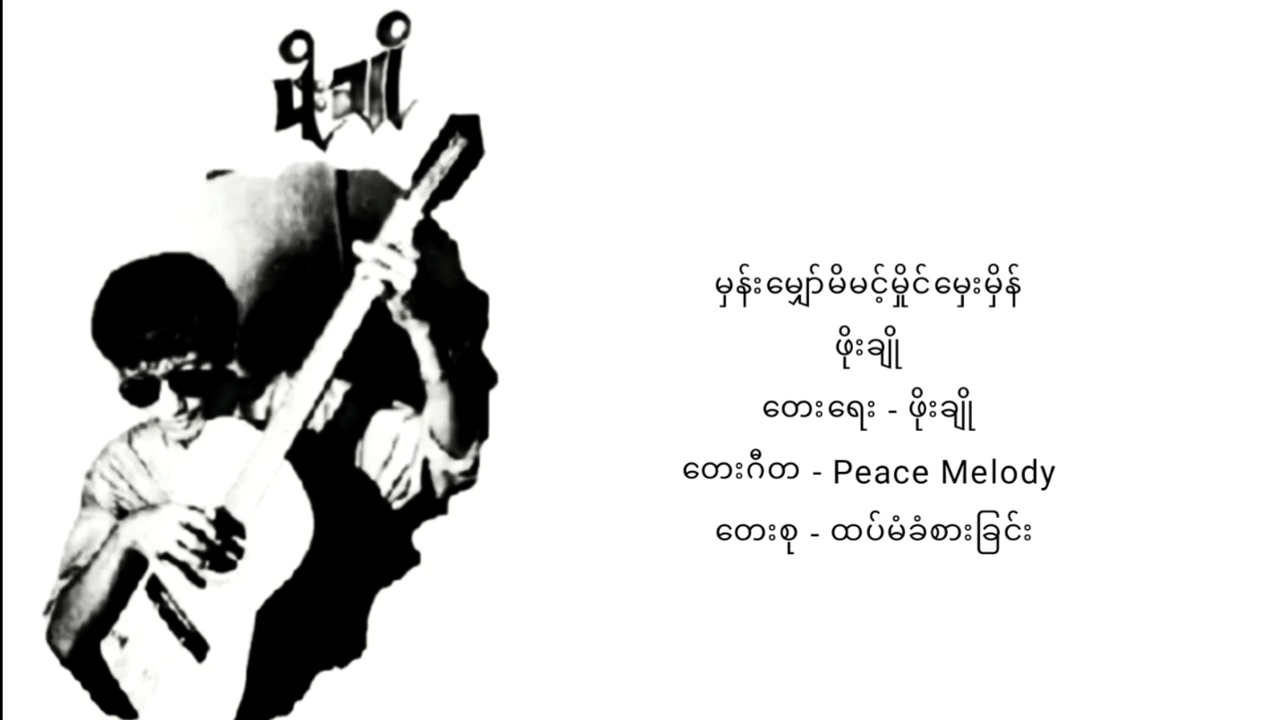 ဖိုးချို
မှန်းမျှော်မိမင့်မှိုင်မှေးမှိန်
ဖိုးချို
တေးရေး - ဖိုးချို
တေးဂီတ - Peace Melody
တေးစု - ထပ်မံခံစားခြင်း